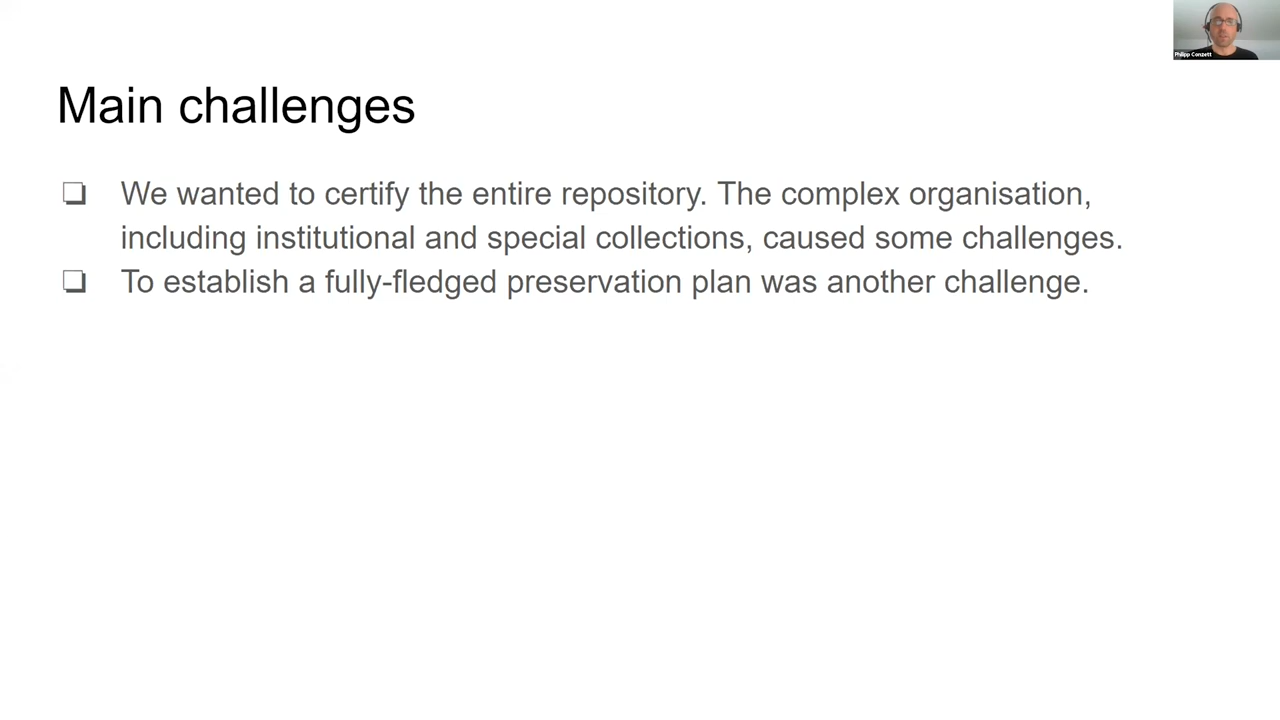 Philipp Conzett
Main challenges
❏ We wanted to certify the entire repository. The complex organisation,
including institutional and special collections, caused some challenges.
❏ To establish a fully-fledged preservation plan was another challenge.